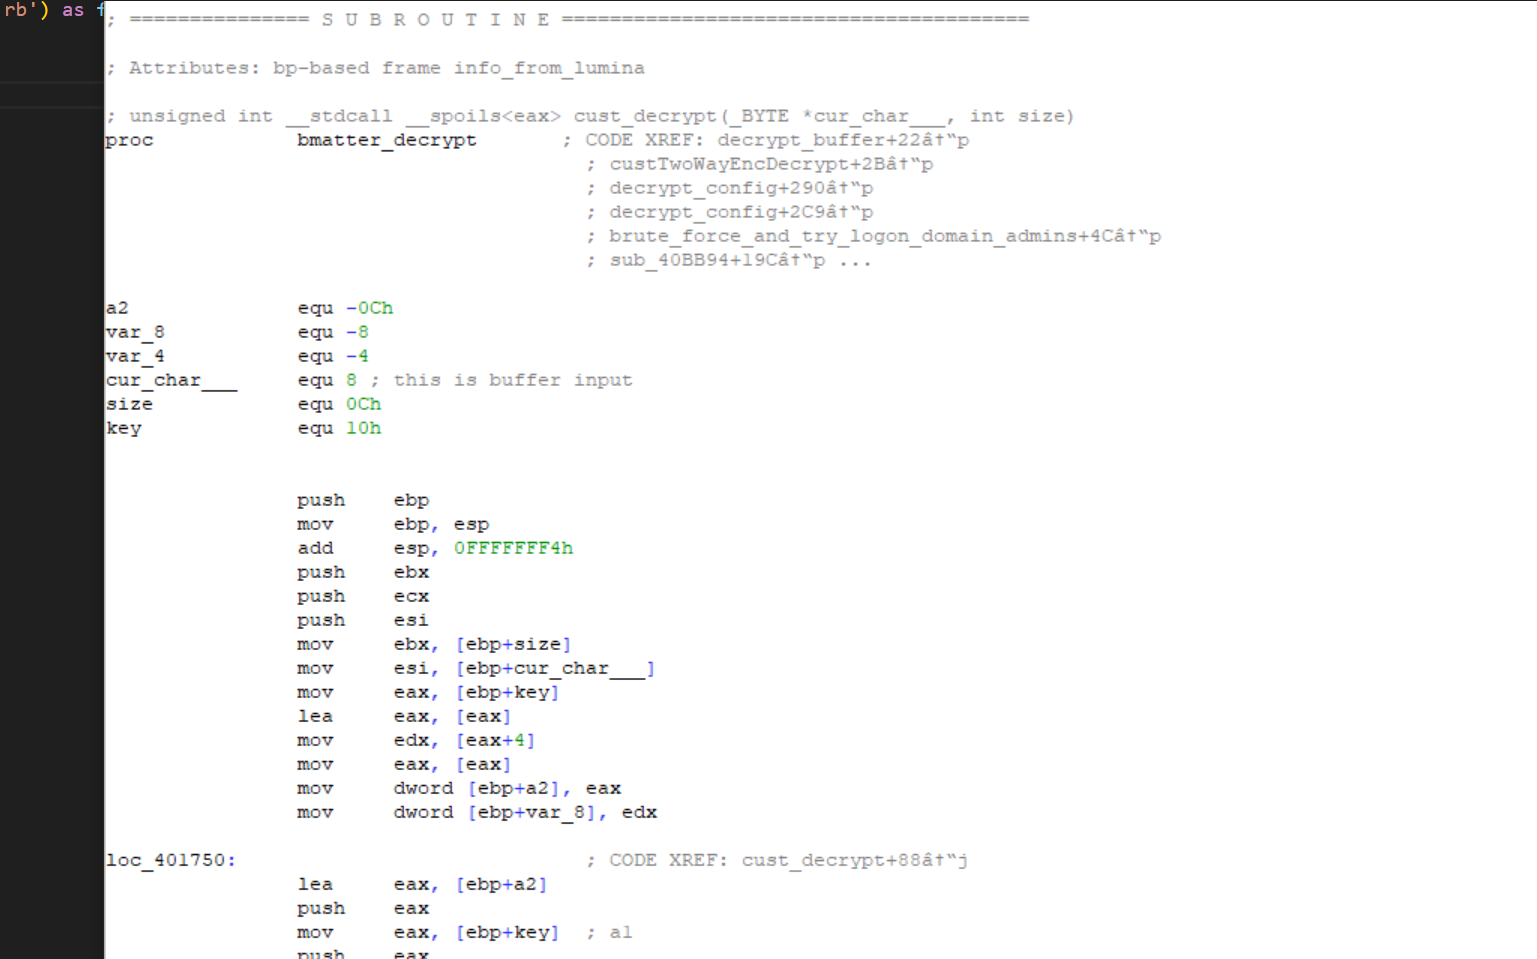 rb') as f
; =============== S U B R O U T I N E =======================================
; Attributes: bp-based frame info_from_lumina
; unsigned int __stdcall __spoils<eax> cust_decrypt(_BYTE *cur_char___, int size)
proc bmatter_decrypt ; CODE XREF: decrypt_buffer+22â†“p
; custTwoWayEncDecrypt+2Bâ†“p
; decrypt_config+290â†“p
; decrypt_config+2C9â†“p
; brute_force_and_try_logon_domain_admins+4Câ†“p
; sub_40BB94+19Câ†“p ...
a2 equ -0Ch
var_8 equ -8
var_4 equ -4
cur_char___ equ 8 ; this is buffer input
size equ 0Ch
key equ 10h
push ebp
mov ebp, esp
add esp, 0FFFFFFF4h
push ebx
push ecx
push esi
mov ebx, [ebp+size]
mov esi, [ebp+cur_char___]
mov eax, [ebp+key]
lea eax, [eax]
mov edx, [eax+4]
mov eax, [eax]
mov dword [ebp+a2], eax
mov dword [ebp+var_8], edx
loc_401750: ; CODE XREF: cust_decrypt+88â†“j
lea eax, [ebp+a2]
push eax
mov eax, [ebp+key] ; a1
push eax